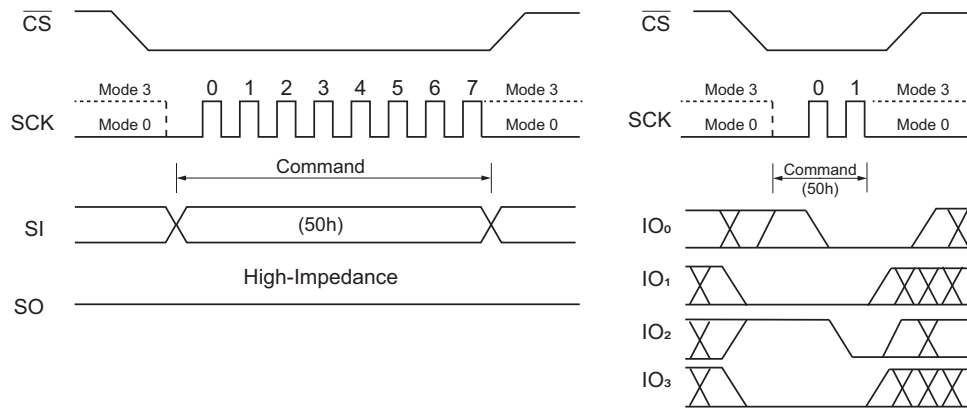 CS
Mode 3
0 1 2 3 4 5 6 7
Mode 3
SCK
Mode 0
Mode 0
Command
SI
(50h)
High-Impedance
SO
CS
Mode 3
0 1
Mode 3
SCK
Mode 0
Mode 0
Command
(50h)
IO₀
IO₁
IO₂
IO₃